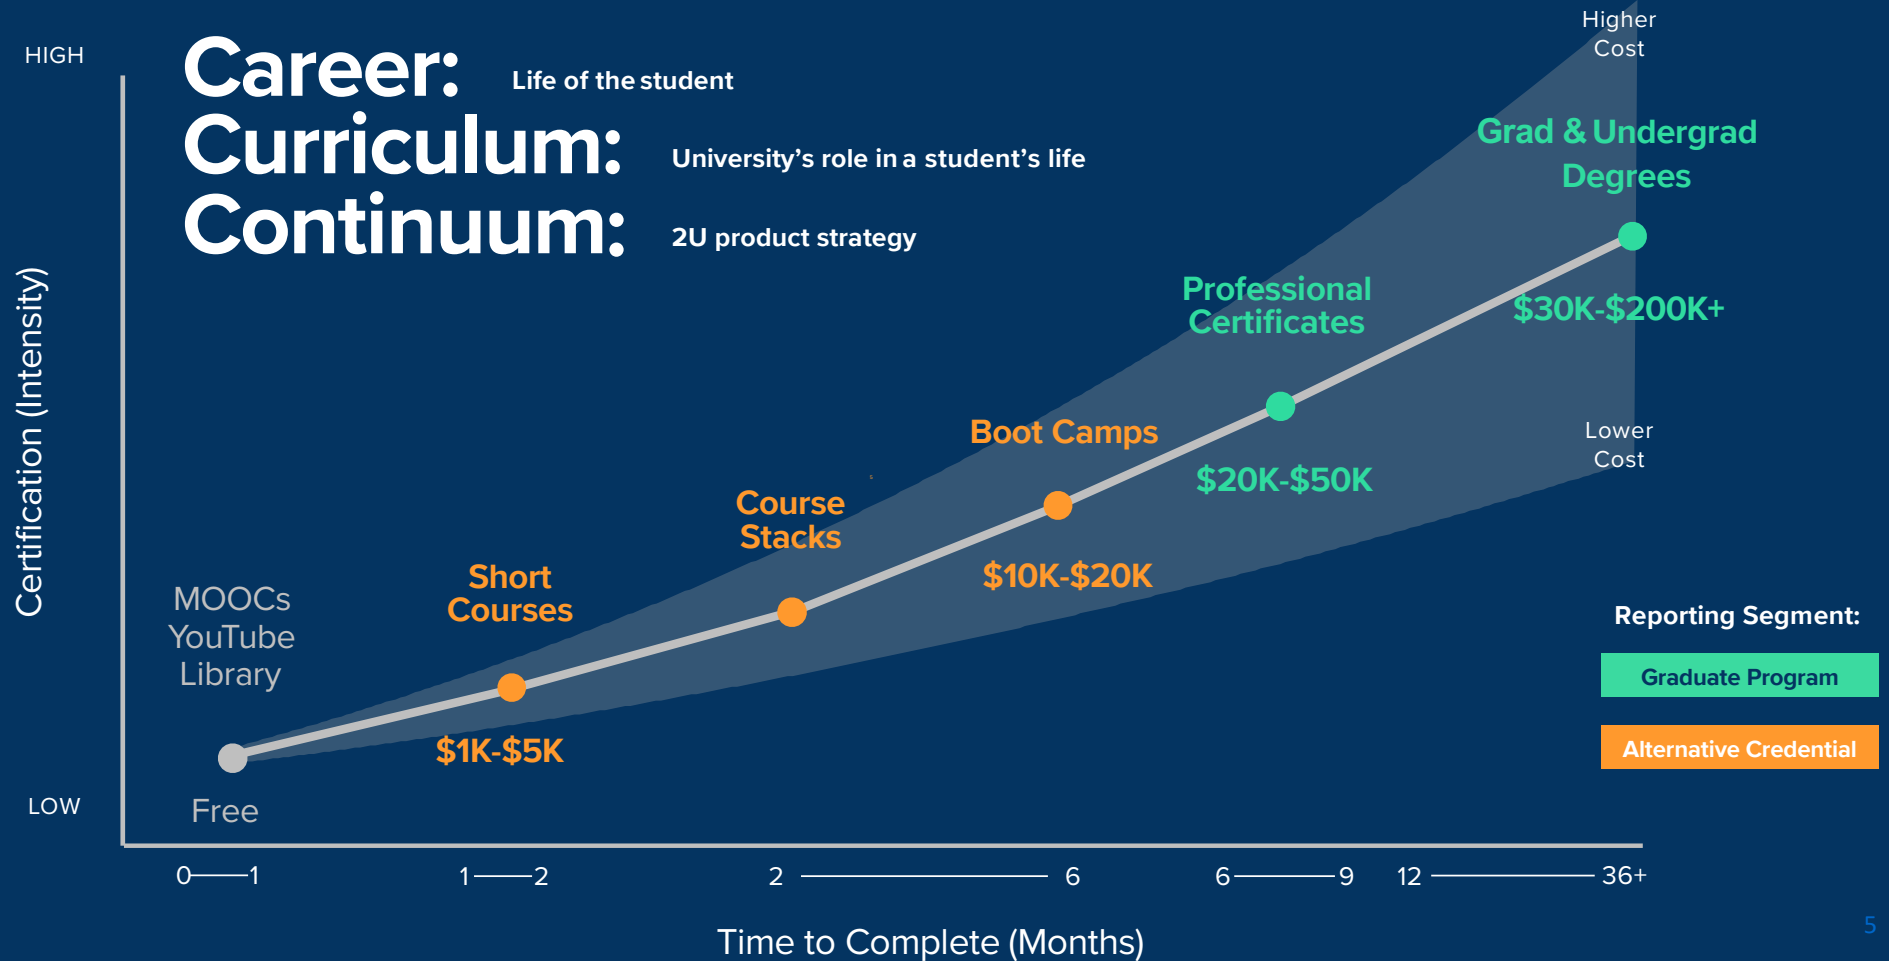 Career: Life of the student
Curriculum: University's role in a student's life
Continuum: 2U product strategy
HIGH
Certification (Intensity)
LOW
Higher
Cost
Grad & Undergrad
Degrees
$30K-$200K+
Professional
Certificates
$20K-$50K
Lower
Cost
Boot Camps
$10K-$20K
Course
Stacks
s
Short
Courses
$1K-$5K
MOOCs
YouTube
Library
Free
Reporting Segment:
Graduate Program
Alternative Credential
0 1 1 2 2 6 6 9 12 36+
Time to Complete (Months)
5